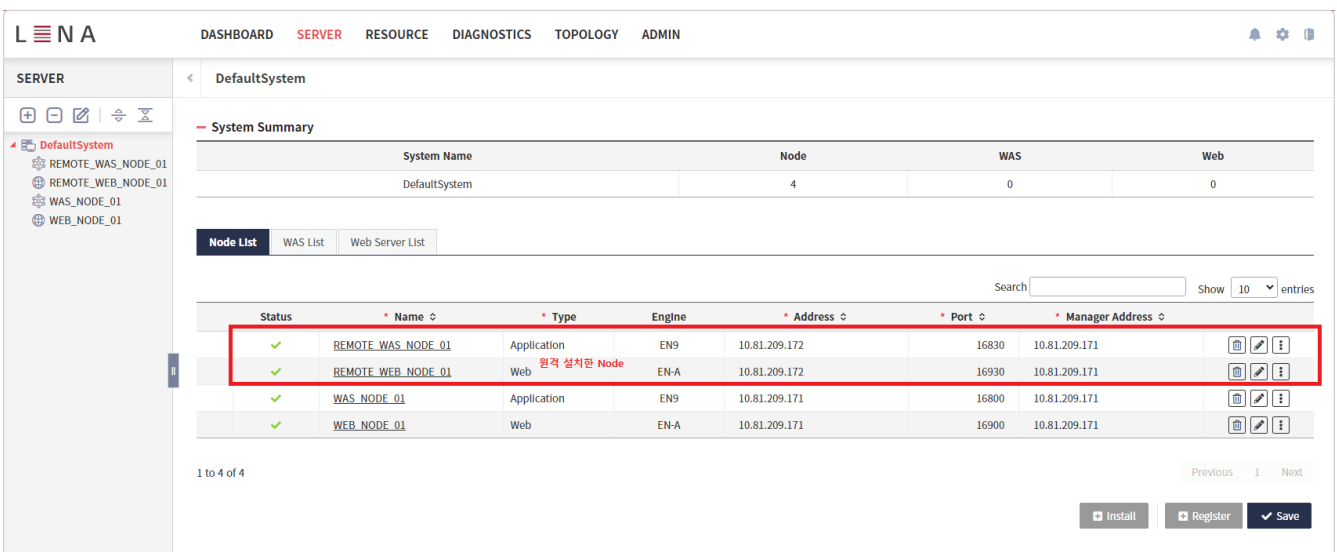 LENA
DASHBOARD SERVER RESOURCE DIAGNOSTICS TOPOLOGY ADMIN
SERVER
DefaultSystem
DefaultSystem
REMOTE_WAS_NODE_01
REMOTE_WEB_NODE_01
WAS_NODE_01
WEB_NODE_01
System Summary
System Name Node WAS Web
DefaultSystem 4 0 0
Node List WAS List Web Server List
Search Show 10 entries
Status * Name * Type Engine * Address * Port * Manager Address
REMOTE_WAS_NODE_01 Application EN9 10.81.209.172 16830 10.81.209.171
원격 설치한 Node
REMOTE_WEB_NODE_01 Web EN-A 10.81.209.172 16930 10.81.209.171
WAS_NODE_01 Application EN9 10.81.209.171 16800 10.81.209.171
WEB_NODE_01 Web EN-A 10.81.209.171 16900 10.81.209.171
1 to 4 of 4
Previous 1 Next
Install Register Save